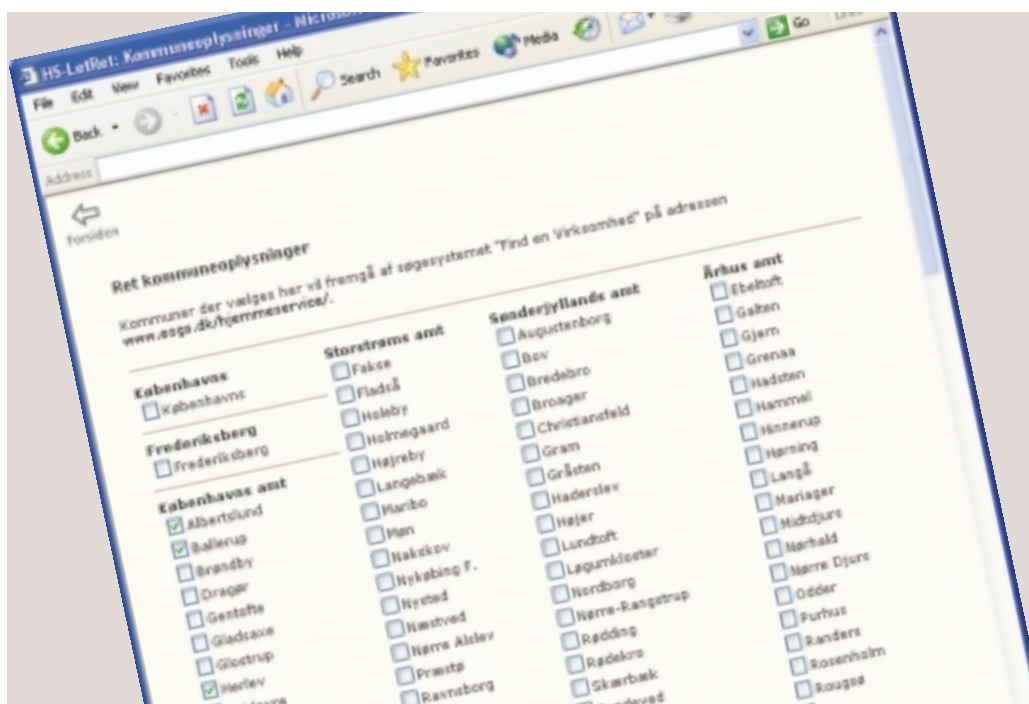 HS-LetRet: Kommuneoplysninger - Microsoft
File Edit View Favorites Tools Help
Back Search Favorites Media
Address Go
Forsiden
Ret kommuneoplysninger
Kommuner der vælges her vil fremgå af søgesystemet "Find en Virksomhed" på adressen
www.esgs.dk/hjemmeservice/.
Københavns
Københavns
Frederiksberg
Frederiksberg
Københavns amt
Albertslund
Ballerup
Brøndby
Dragør
Gentofte
Gladsaxe
Glostrup
Herlev
Storstrøms amt
Fakse
Fladså
Holeby
Holmegaard
Højreby
Langebæk
Maribo
Møn
Nakskov
Nykøbing F.
Nysted
Næstved
Nørre Alslev
Præstø
Ravnsborg
Sønderjyllands amt
Augustenborg
Bov
Bredebro
Broager
Christiansfeld
Gram
Gråsten
Haderslev
Højer
Lundtoft
Løgumkloster
Nordborg
Nørre-Rangstrup
Rødding
Rødekro
Skærbæk
Århus amt
Ebeltoft
Galten
Gjern
Grenaa
Hadsten
Hammel
Hinnerup
Hørning
Langå
Mariager
Midtdjurs
Nørhald
Nørre Djurs
Odder
Purhus
Randers
Rosenholm
Rougsø